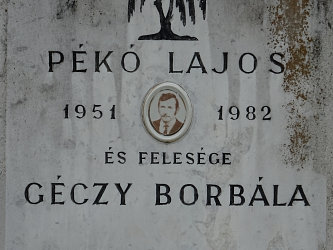 PÉKÓ LAJOS
1951 1982
ÉS FELESÉGE
GÉCZY BORBÁLA